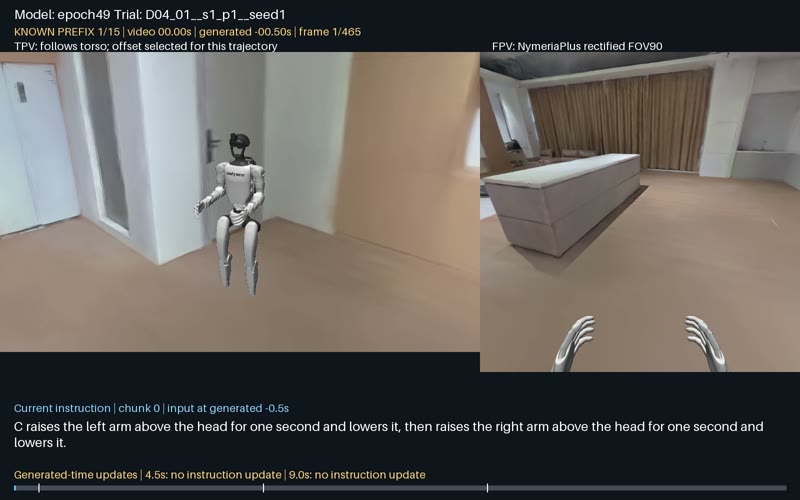 Model: epoch49 Trial: D04_01__s1_p1__seed1
KNOWN PREFIX 1/15 | video 00.00s | generated -00.50s | frame 1/465
TPV: follows torso; offset selected for this trajectory
FPV: NymeriaPlus rectified FOV90
Current instruction | chunk 0 | input at generated -0.5s
C raises the left arm above the head for one second and lowers it, then raises the right arm above the head for one second and
lowers it.
Generated-time updates | 4.5s: no instruction update | 9.0s: no instruction update